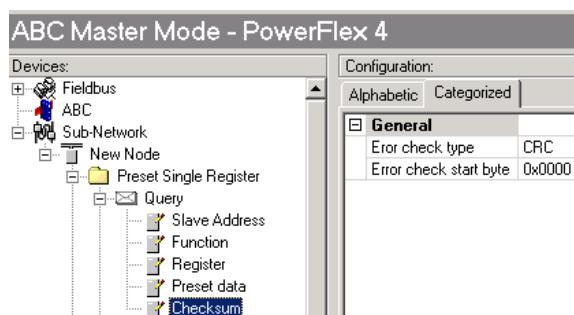 ABC Master Mode - PowerFlex 4
Devices:
Fieldbus
ABC
Sub-Network
New Node
Preset Single Register
Query
Slave Address
Function
Register
Preset data
Checksum
Configuration:
Alphabetic Categorized
General
Eror check type CRC
Error check start byte 0x0000